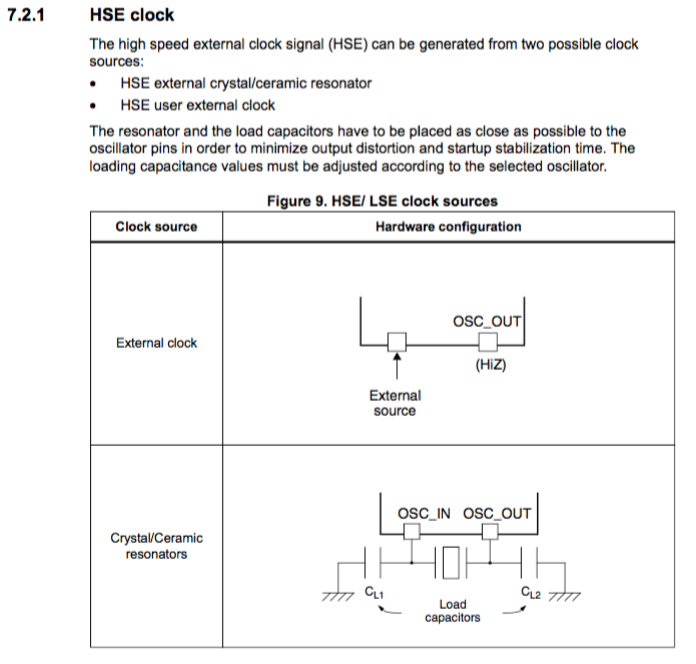 7.2.1 HSE clock
The high speed external clock signal (HSE) can be generated from two possible clock
sources:
• HSE external crystal/ceramic resonator
• HSE user external clock
The resonator and the load capacitors have to be placed as close as possible to the
oscillator pins in order to minimize output distortion and startup stabilization time. The
loading capacitance values must be adjusted according to the selected oscillator.
Figure 9. HSE/ LSE clock sources
Clock source Hardware configuration
External clock
OSC_OUT
(HiZ)
External
source
Crystal/Ceramic
resonators
OSC_IN OSC_OUT
CL1 CL2
Load
capacitors